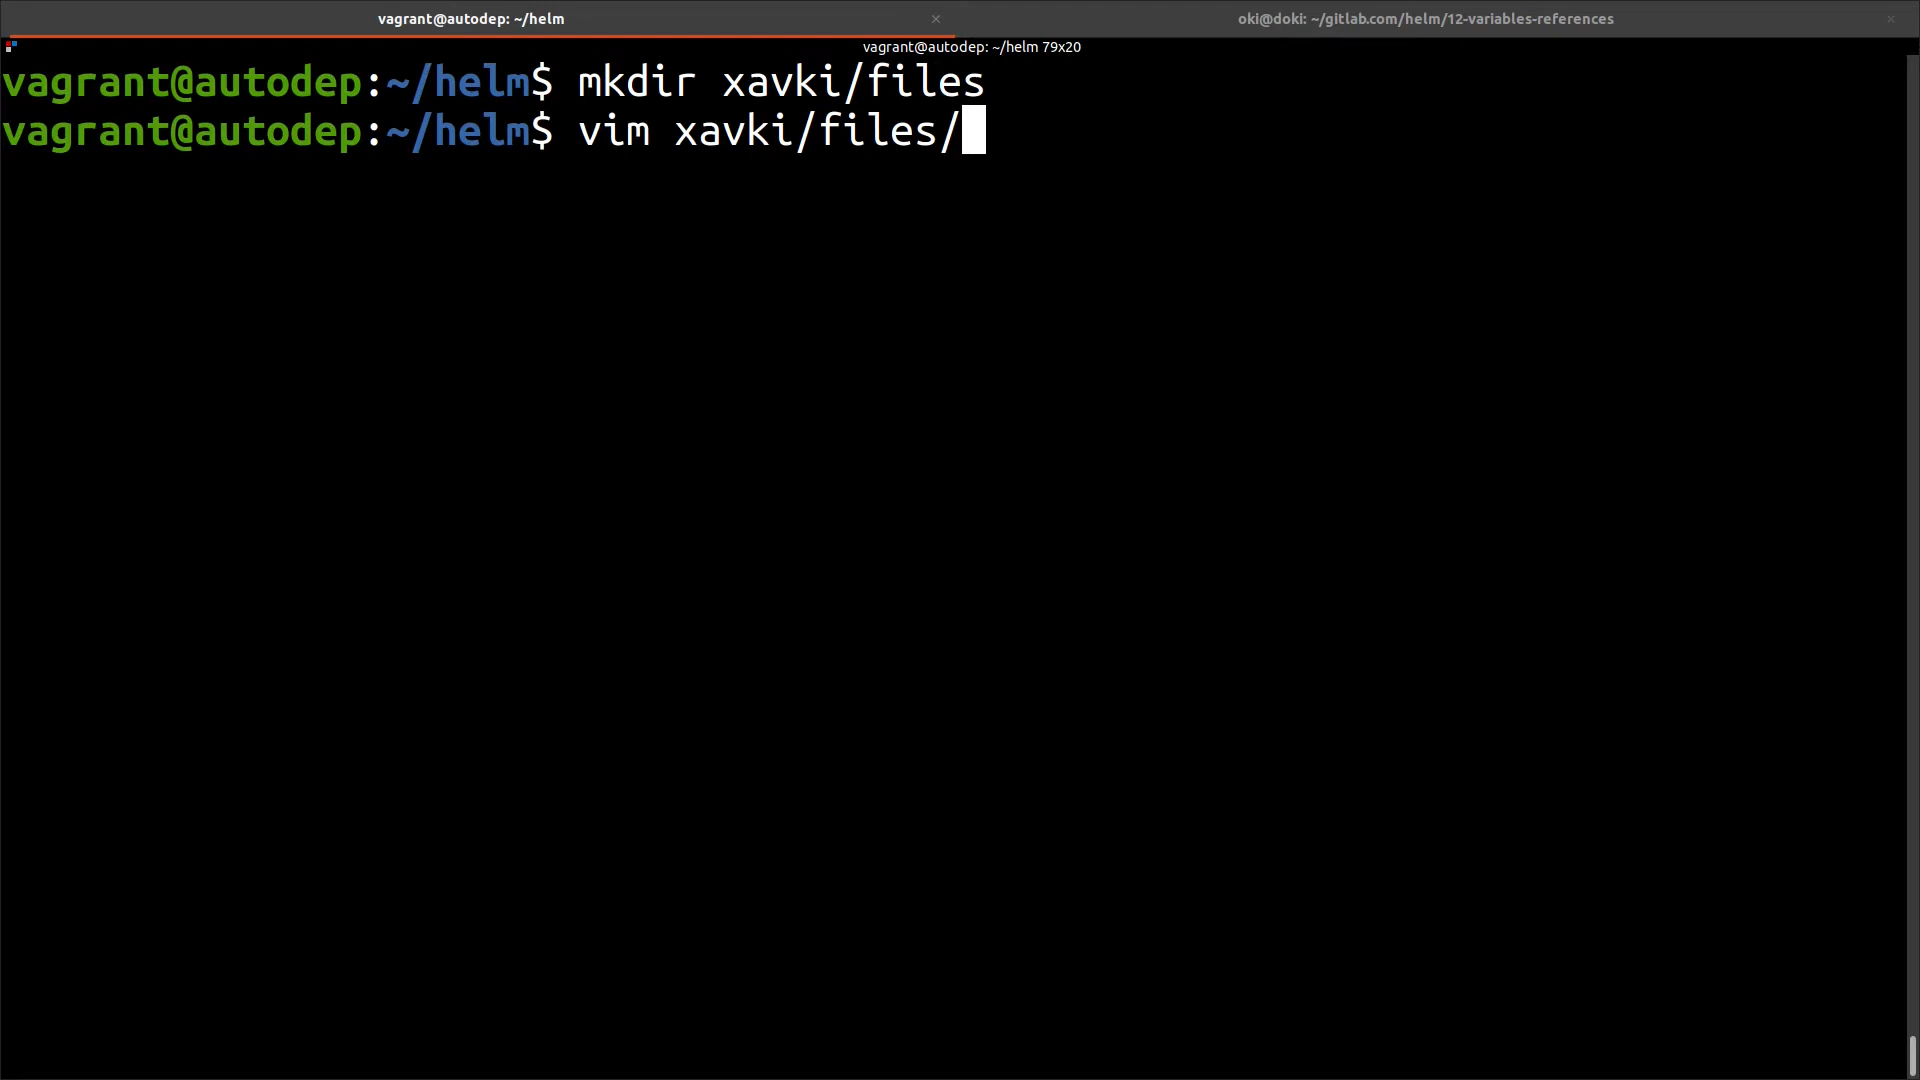 vagrant@autodep: ~/helm
oki@doki: ~/gitlab.com/helm/12-variables-references
vagrant@autodep: ~/helm 79x20
vagrant@autodep:~/helm$ mkdir xavki/files
vagrant@autodep:~/helm$ vim xavki/files/